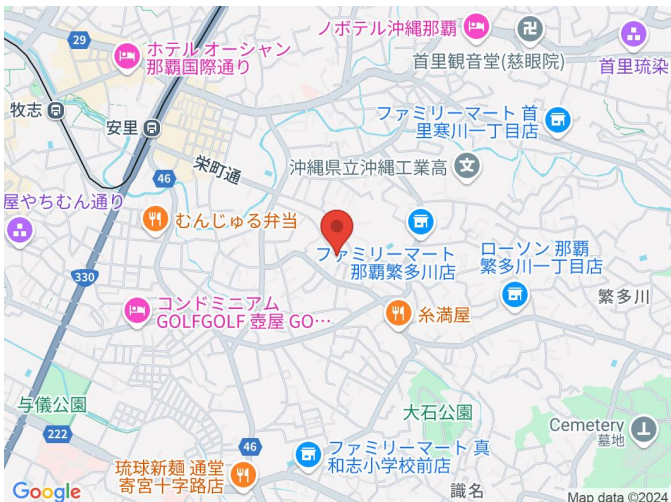 ノボテル沖縄那覇
29
ホテル オーシャン
那覇国際通り
首里観音堂(慈眼院)
首里琉染
牧志
安里
ファミリーマート 首
里寒川一丁目店
栄町通
沖縄県立沖縄工業高
46
屋やちむん通り
むんじゅる弁当
ファミリーマート
那覇繁多川店
ローソン 那覇
繁多川一丁目店
330
繁多川
コンドミニアム
GOLFGOLF 壺屋 GO…
糸満屋
与儀公園
大石公園
Cemetery
墓地
222
46
ファミリーマート 真
和志小学校前店
琉球新麺 通堂
寄宮十字路店
識名
Google
Map data ©2024